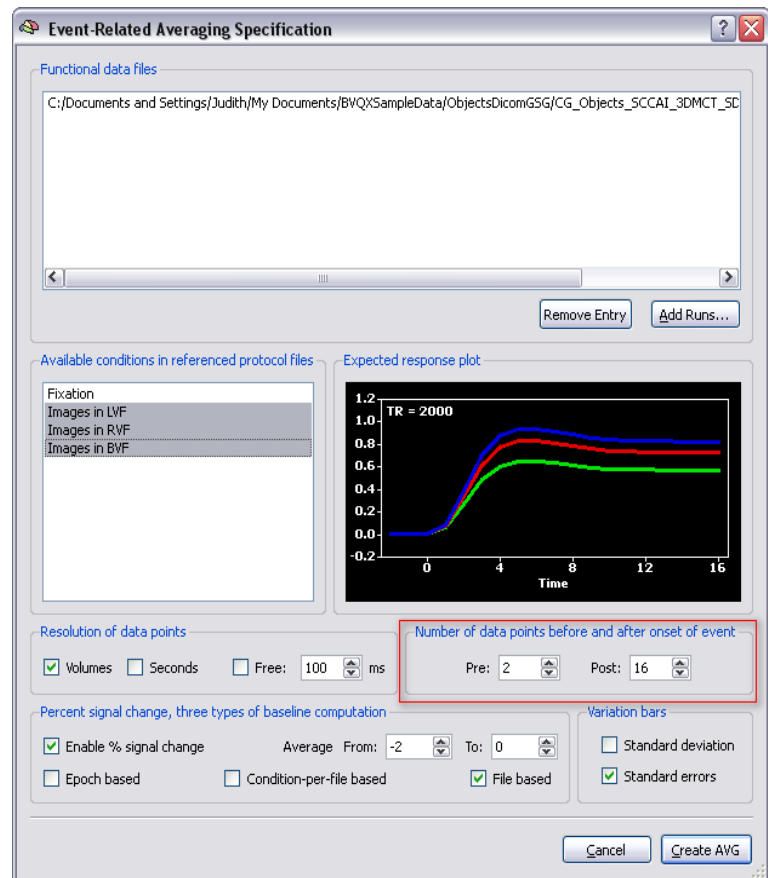 Event-Related Averaging Specification
Functional data files
C:/Documents and Settings/Judith/My Documents/BVQXSampleData/ObjectsDicomGSG/CG_Objects_SCCAI_3DMCT_SD
Remove Entry Add Runs...
Available conditions in referenced protocol files
Fixation
Images in LVF
Images in RVF
Images in BVF
Expected response plot
TR = 2000
1.2
1.0
0.8
0.6
0.4
0.2
0.0
-0.2
0 4 8 12 16
Time
Resolution of data points
Volumes Seconds Free: 100 ms
Number of data points before and after onset of event
Pre: 2 Post: 16
Percent signal change, three types of baseline computation
Enable % signal change Average From: -2 To: 0
Epoch based Condition-per-file based File based
Variation bars
Standard deviation
Standard errors
Cancel Create AVG